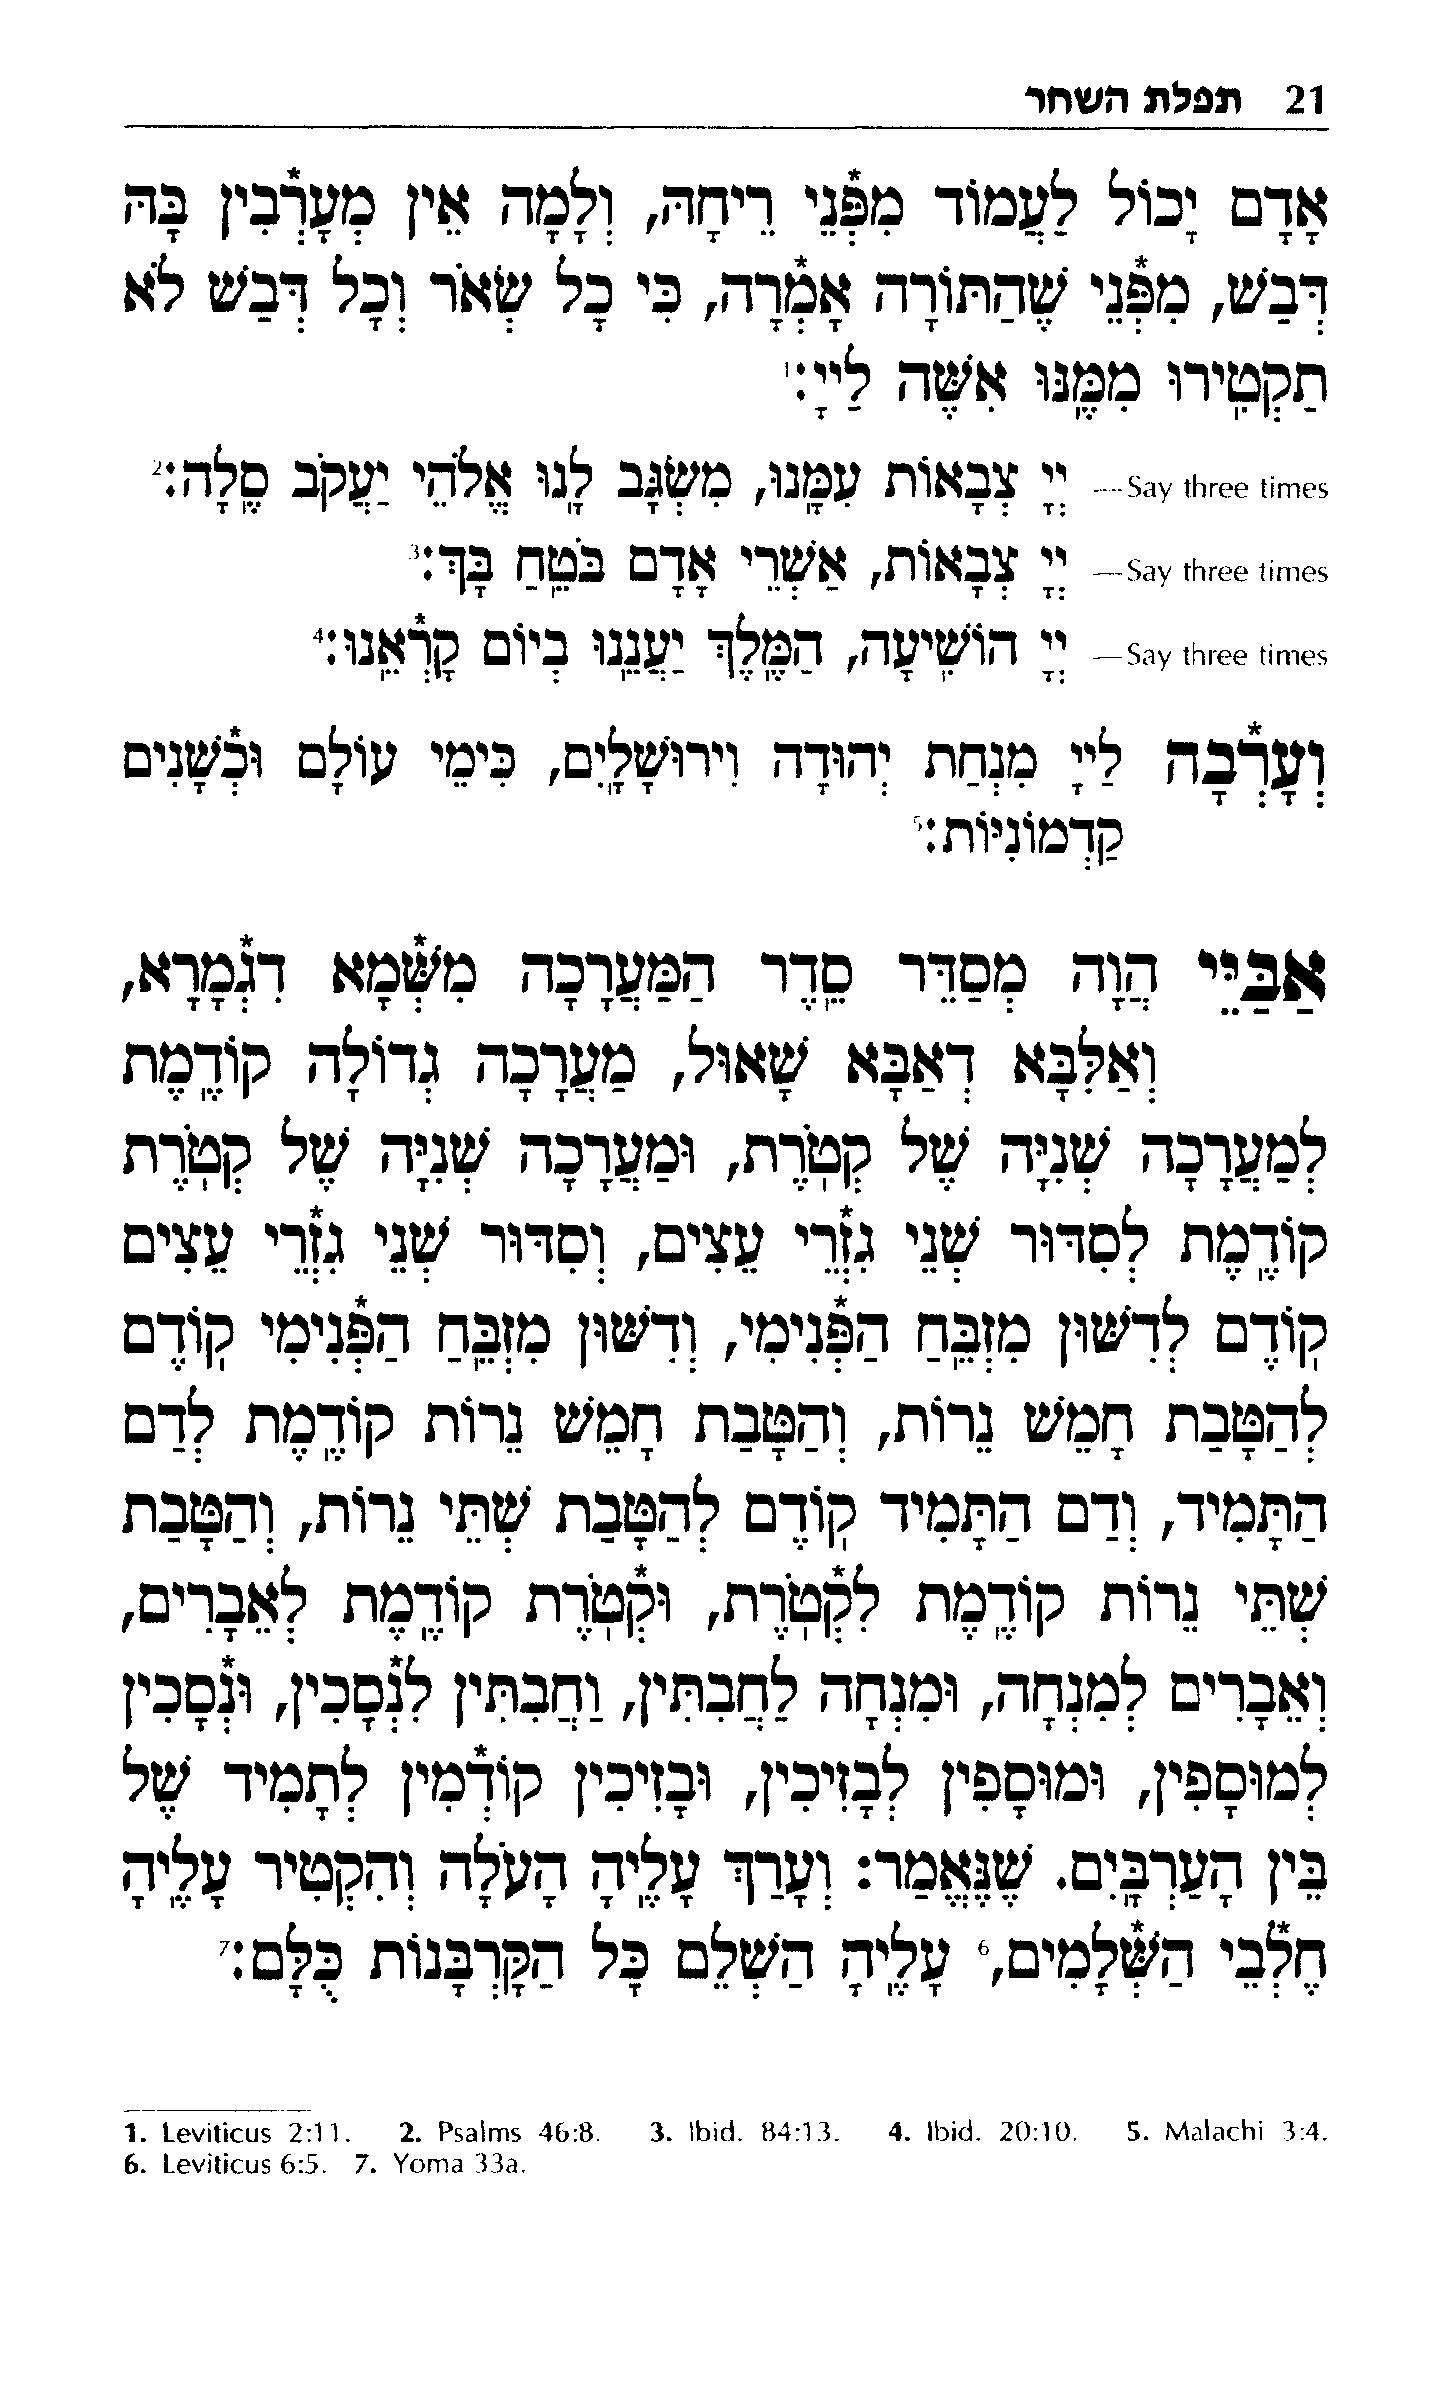 21 תפלת השחר
אָדָם יָכוֹל לַעֲמוֹד מִפְּ֯נֵי רֵיחָהּ, וְלָֽמָּה אֵין מְעָרְ֯בִין בָּהּ
דְּבַשׁ, מִפְּ֯נֵי שֶׁהַתּוֹרָה אָמְ֯רָה, כִּי כָל שְׂאֹר וְכָל דְּבַשׁ לֹא
תַקְטִֽירוּ מִמֶּֽנּוּ אִשֶּׁה לַייָ:¹
Say three times— יְיָ צְבָאוֹת עִמָּֽנוּ, מִשְׂגָּב לָֽנוּ אֱלֹהֵי יַעֲקֹב סֶֽלָה:²
Say three times— יְיָ צְבָאוֹת, אַשְׁרֵי אָדָם בֹּטֵֽחַ בָּךְ:³
Say three times— יְיָ הוֹשִֽׁיעָה, הַמֶּֽלֶךְ יַעֲנֵֽנוּ בְיוֹם קָרְ֯אֵֽנוּ:⁴
וְעָרְ֯בָה לַייָ מִנְחַת יְהוּדָה וִירוּשָׁלָֽיִם, כִּימֵי עוֹלָם וּכְ֯שָׁנִים
קַדְמוֹנִיּוֹת:⁵
אַבַּיֵּי הֲוָה מְסַדֵּר סֵֽדֶר הַמַּעֲרָכָה מִשְּׁ֯מָא דִגְ֯מָרָא,
וְאַלִּבָּא דְאַבָּא שָׁאוּל, מַעֲרָכָה גְדוֹלָה קוֹדֶֽמֶת
לְמַעֲרָכָה שְׁנִיָּה שֶׁל קְטֹֽרֶת, וּמַעֲרָכָה שְׁנִיָּה שֶׁל קְטֹֽרֶת
קוֹדֶֽמֶת לְסִדּוּר שְׁנֵי גִזְ֯רֵי עֵצִים, וְסִדּוּר שְׁנֵי גִזְ֯רֵי עֵצִים
קֽוֹדֶם לְדִשּׁוּן מִזְבֵּֽחַ הַפְּ֯נִימִי, וְדִשּׁוּן מִזְבֵּֽחַ הַפְּ֯נִימִי קֽוֹדֶם
לְהַטָּבַת חָמֵשׁ נֵרוֹת, וְהַטָּבַת חָמֵשׁ נֵרוֹת קוֹדֶֽמֶת לְדַם
הַתָּמִיד, וְדַם הַתָּמִיד קֽוֹדֶם לְהַטָּבַת שְׁתֵּי נֵרוֹת, וְהַטָּבַת
שְׁתֵּי נֵרוֹת קוֹדֶֽמֶת לִקְ֯טֹֽרֶת, וּקְ֯טֹֽרֶת קוֹדֶֽמֶת לְאֵבָרִים,
וְאֵבָרִים לְמִנְחָה, וּמִנְחָה לַחֲבִתִּין, וַחֲבִתִּין לִנְ֯סָכִין, וּנְ֯סָכִין
לְמוּסָפִין, וּמוּסָפִין לְבָזִיכִין, וּבָזִיכִין קוֹדְ֯מִין לְתָמִיד שֶׁל
בֵּין הָעַרְבָּֽיִם. שֶׁנֶּאֱמַר: וְעָרַךְ עָלֶֽיהָ הָעֹלָה וְהִקְטִיר עָלֶֽיהָ
חֶלְ֯בֵי הַשְּׁ֯לָמִים,⁶ עָלֶֽיהָ הַשְׁלֵם כָּל הַקָּרְבָּנוֹת כֻּלָּם:⁷
1. Leviticus 2:11. 2. Psalms 46:8. 3. Ibid. 84:13. 4. Ibid. 20:10. 5. Malachi 3:4.
6. Leviticus 6:5. 7. Yoma 33a.